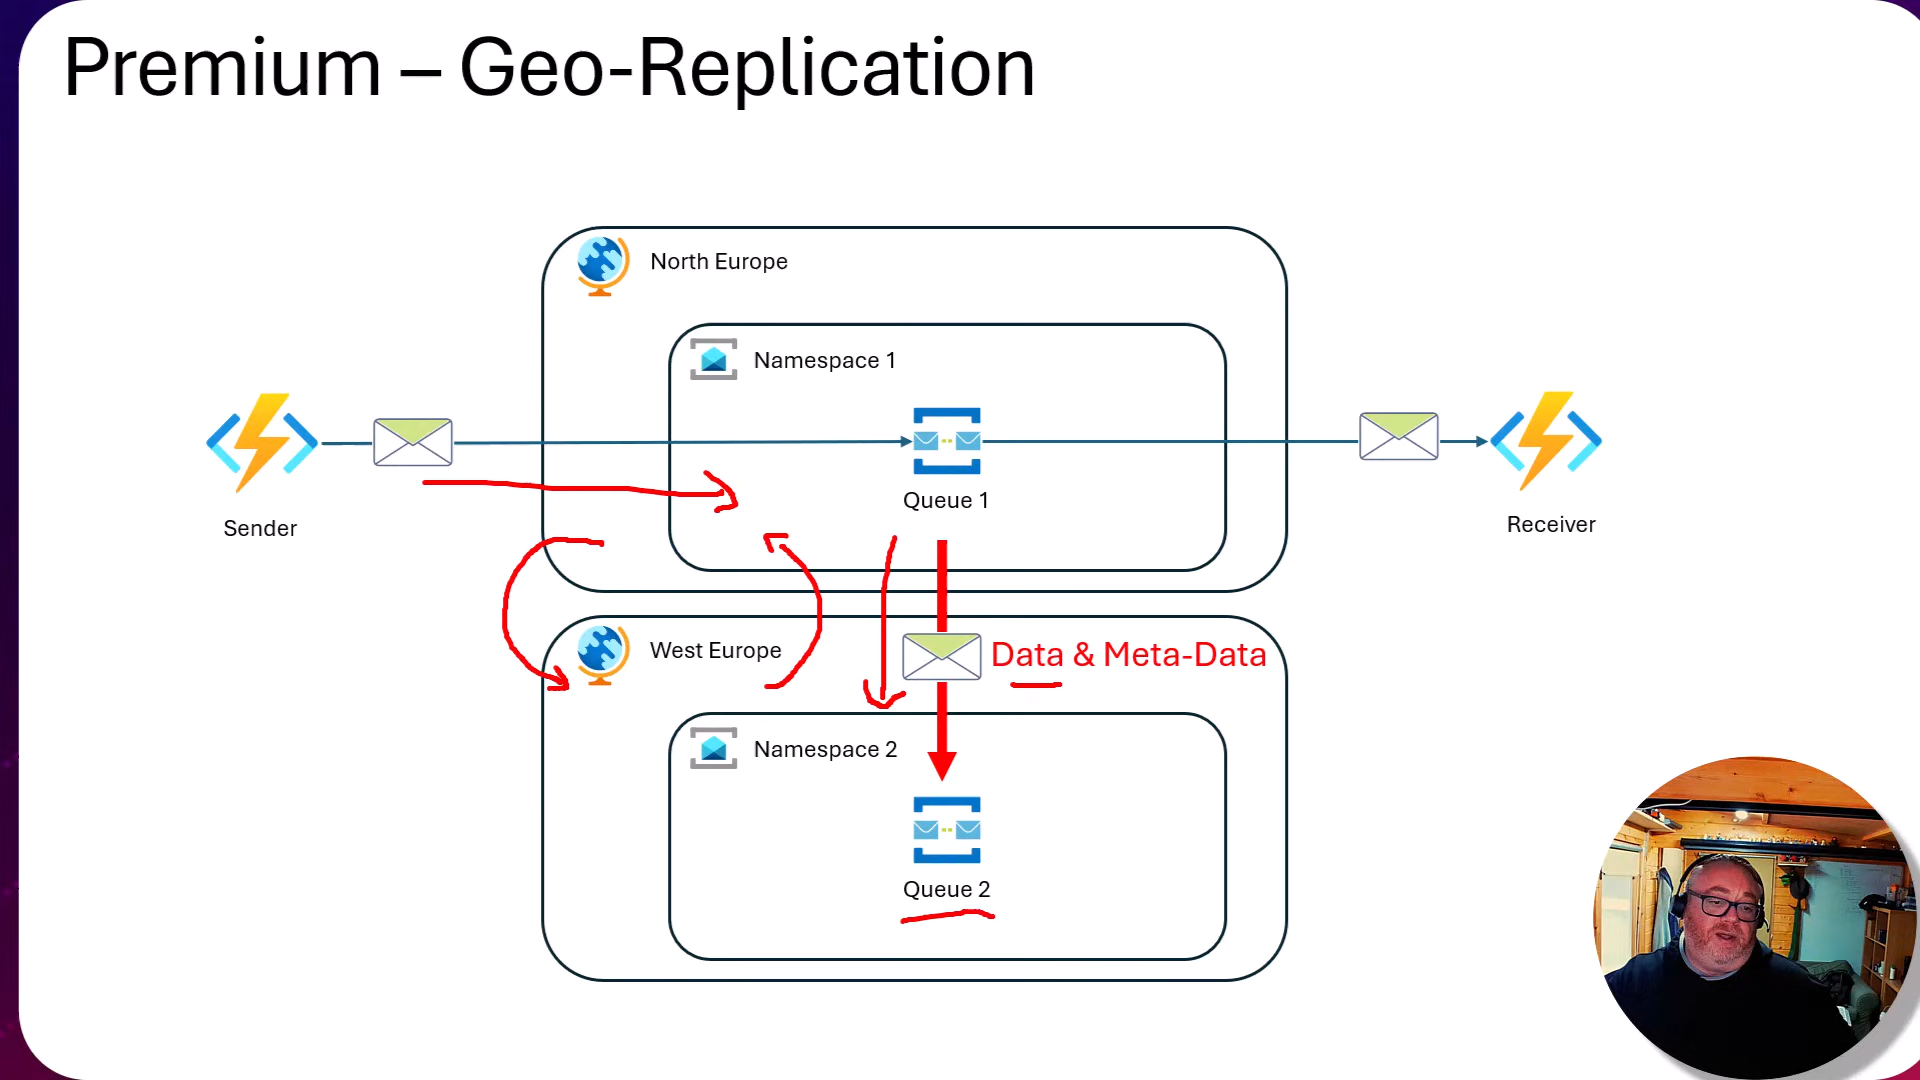 Premium – Geo-Replication
North Europe
Namespace 1
Queue 1
Sender
Receiver
West Europe
Data & Meta-Data
Namespace 2
Queue 2